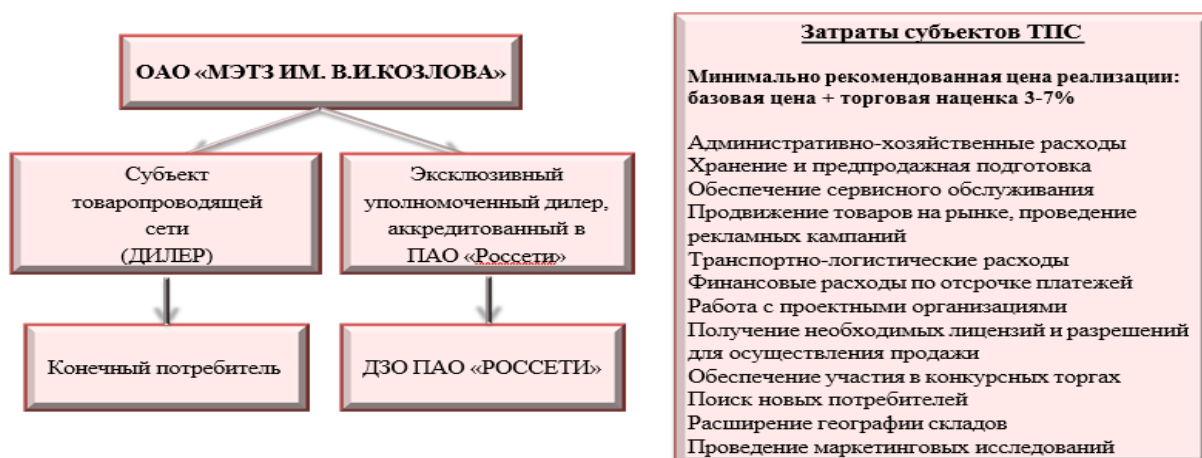 ОАО «МЭТЗ ИМ. В.И.КОЗЛОВА»
Субъект
товаропроводящей
сети
(ДИЛЕР)
Эксклюзивный
уполномоченный дилер,
аккредитованный в
ПАО «Россети»
Конечный потребитель
ДЗО ПАО «РОССЕТИ»
Затраты субъектов ТПС
Минимально рекомендованная цена реализации:
базовая цена + торговая наценка 3-7%
Административно-хозяйственные расходы
Хранение и предпродажная подготовка
Обеспечение сервисного обслуживания
Продвижение товаров на рынке, проведение
рекламных кампаний
Транспортно-логистические расходы
Финансовые расходы по отсрочке платежей
Работа с проектными организациями
Получение необходимых лицензий и разрешений
для осуществления продажи
Обеспечение участия в конкурсных торгах
Поиск новых потребителей
Расширение географии складов
Проведение маркетинговых исследований